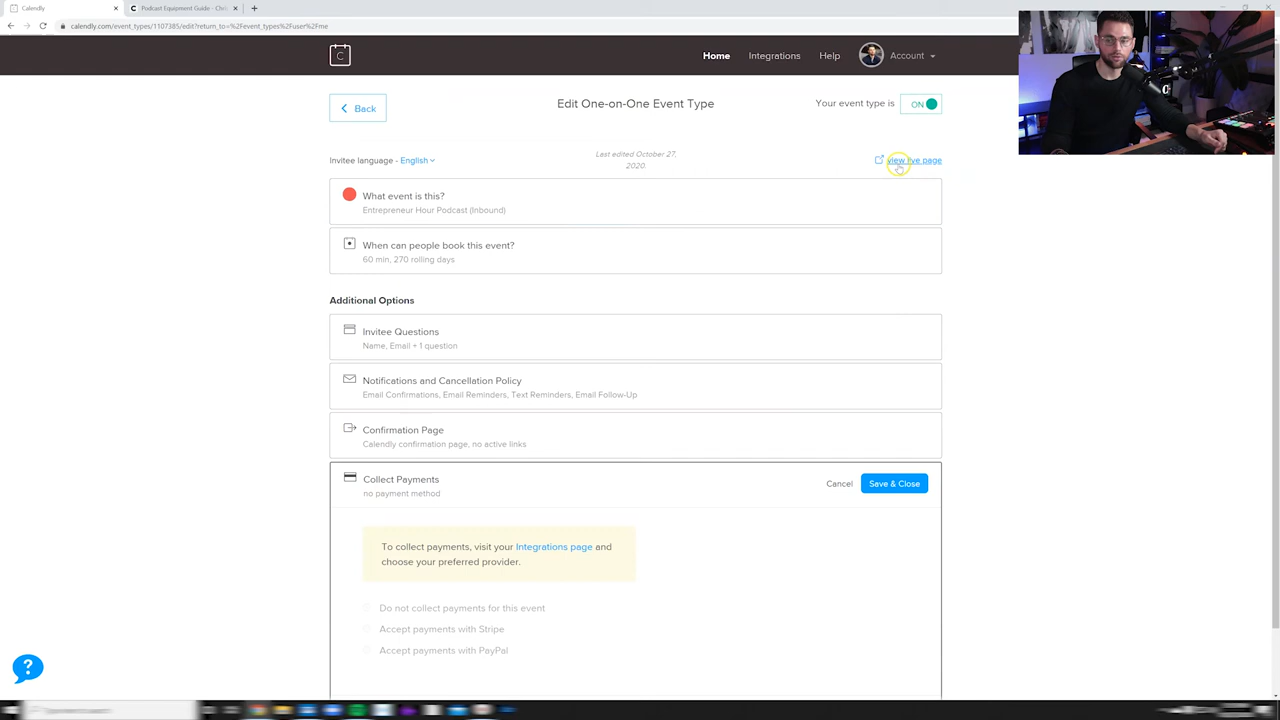 Calendly
Podcast Equipment Guide - Chri
calendly.com/event_types/1107385/edit?return_to=%2Fevent_types%2Fuser%2Fme
Home Integrations Help Account
Back
Edit One-on-One Event Type
Your event type is ON
Invitee language - English
Last edited October 27,
2020.
view live page
What event is this?
Entrepreneur Hour Podcast (Inbound)
When can people book this event?
60 min, 270 rolling days
Additional Options
Invitee Questions
Name, Email + 1 question
Notifications and Cancellation Policy
Email Confirmations, Email Reminders, Text Reminders, Email Follow-Up
Confirmation Page
Calendly confirmation page, no active links
Collect Payments
no payment method
Cancel Save & Close
To collect payments, visit your Integrations page and
choose your preferred provider.
Do not collect payments for this event
Accept payments with Stripe
Accept payments with PayPal